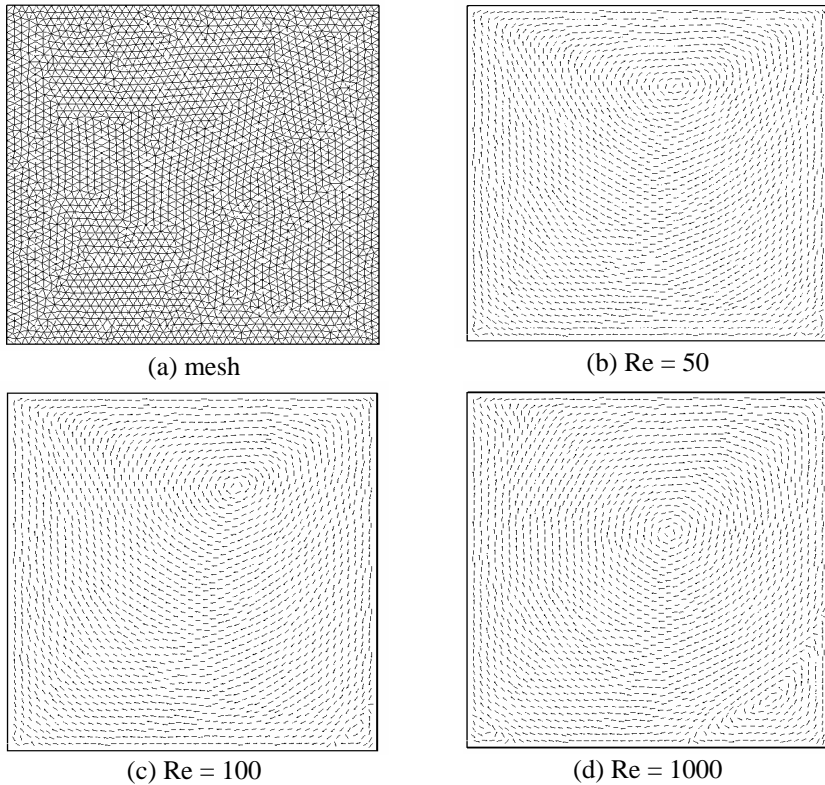 (a) mesh
(b) Re = 50
(c) Re = 100
(d) Re = 1000